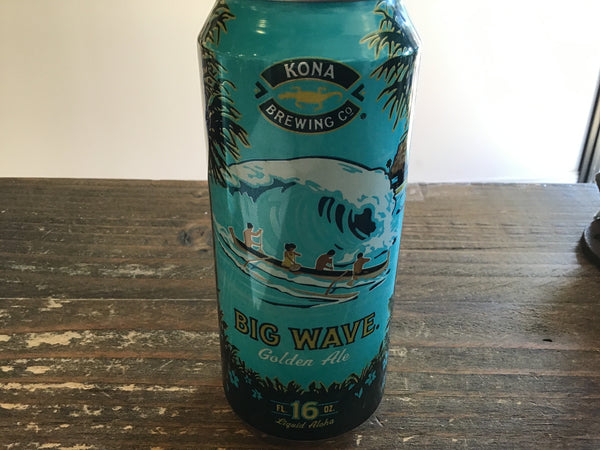 KONA
BREWING CO.
BIG WAVE.
Golden Ale
FL 16 OZ.
Liquid Aloha